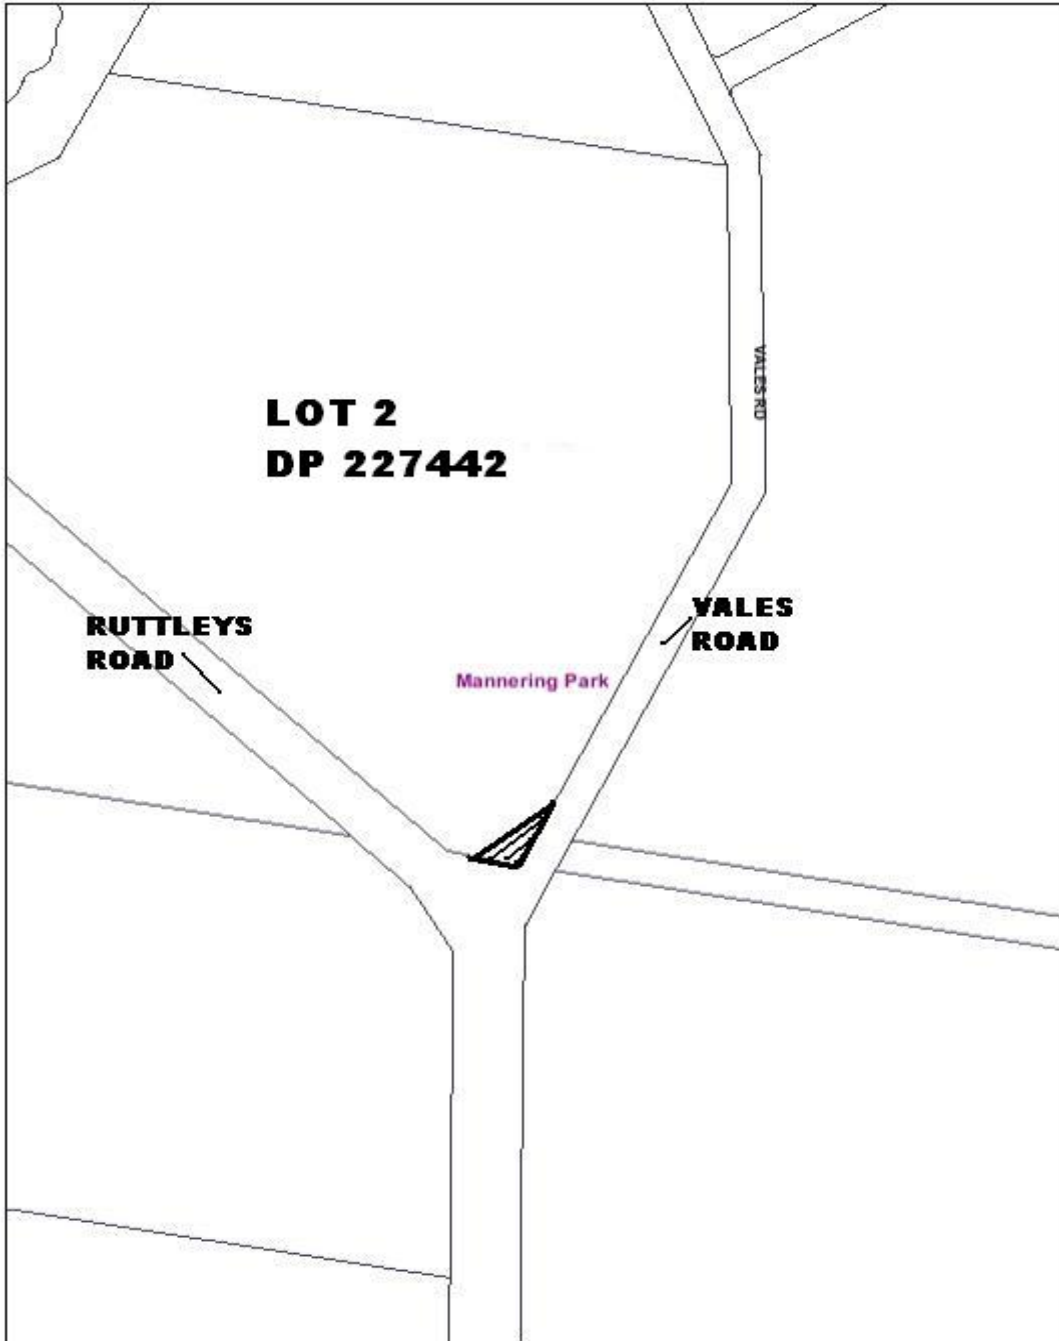 VALES RD
LOT 2
DP 227442
RUTTLEYS
ROAD
VALES
ROAD
Mannering Park